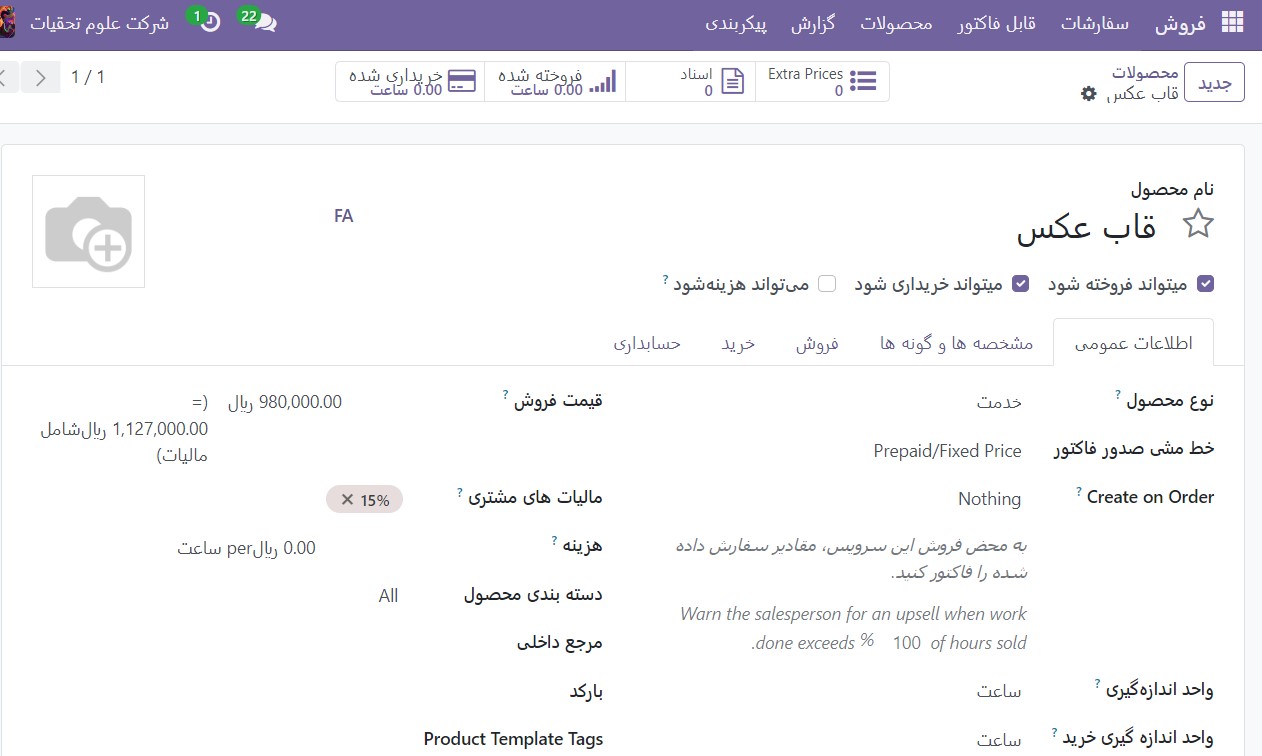 فروش سفارشات قابل فاکتور محصولات گزارش پیکربندی 22 1 شرکت علوم تحقیات
جدید محصولات
قاب عکس
Extra Prices
0
اسناد
0
فروخته شده
0.00 ساعت
خریداری شده
0.00 ساعت
1 / 1
نام محصول
قاب عکس
FA
میتواند فروخته شود میتواند خریداری شود می‌تواند هزینه‌شود ?
اطلاعات عمومی مشخصه ها و گونه ها فروش خرید حسابداری
نوع محصول ? خدمت
خط مشی صدور فاکتور Prepaid/Fixed Price
Create on Order ? Nothing
به محض فروش این سرویس، مقادیر سفارش داده
شده را فاکتور کنید.
Warn the salesperson for an upsell when work
.done exceeds % 100 of hours sold
واحد اندازه‌گیری ? ساعت
واحد اندازه گیری خرید ? ساعت
قیمت فروش ? 980,000.00 ریال (=
1,127,000.00 ریال‌شامل
مالیات)
مالیات های مشتری ? 15% ×
هزینه ? 0.00 ریال‌per ساعت
دسته بندی محصول All
مرجع داخلی
بارکد
Product Template Tags